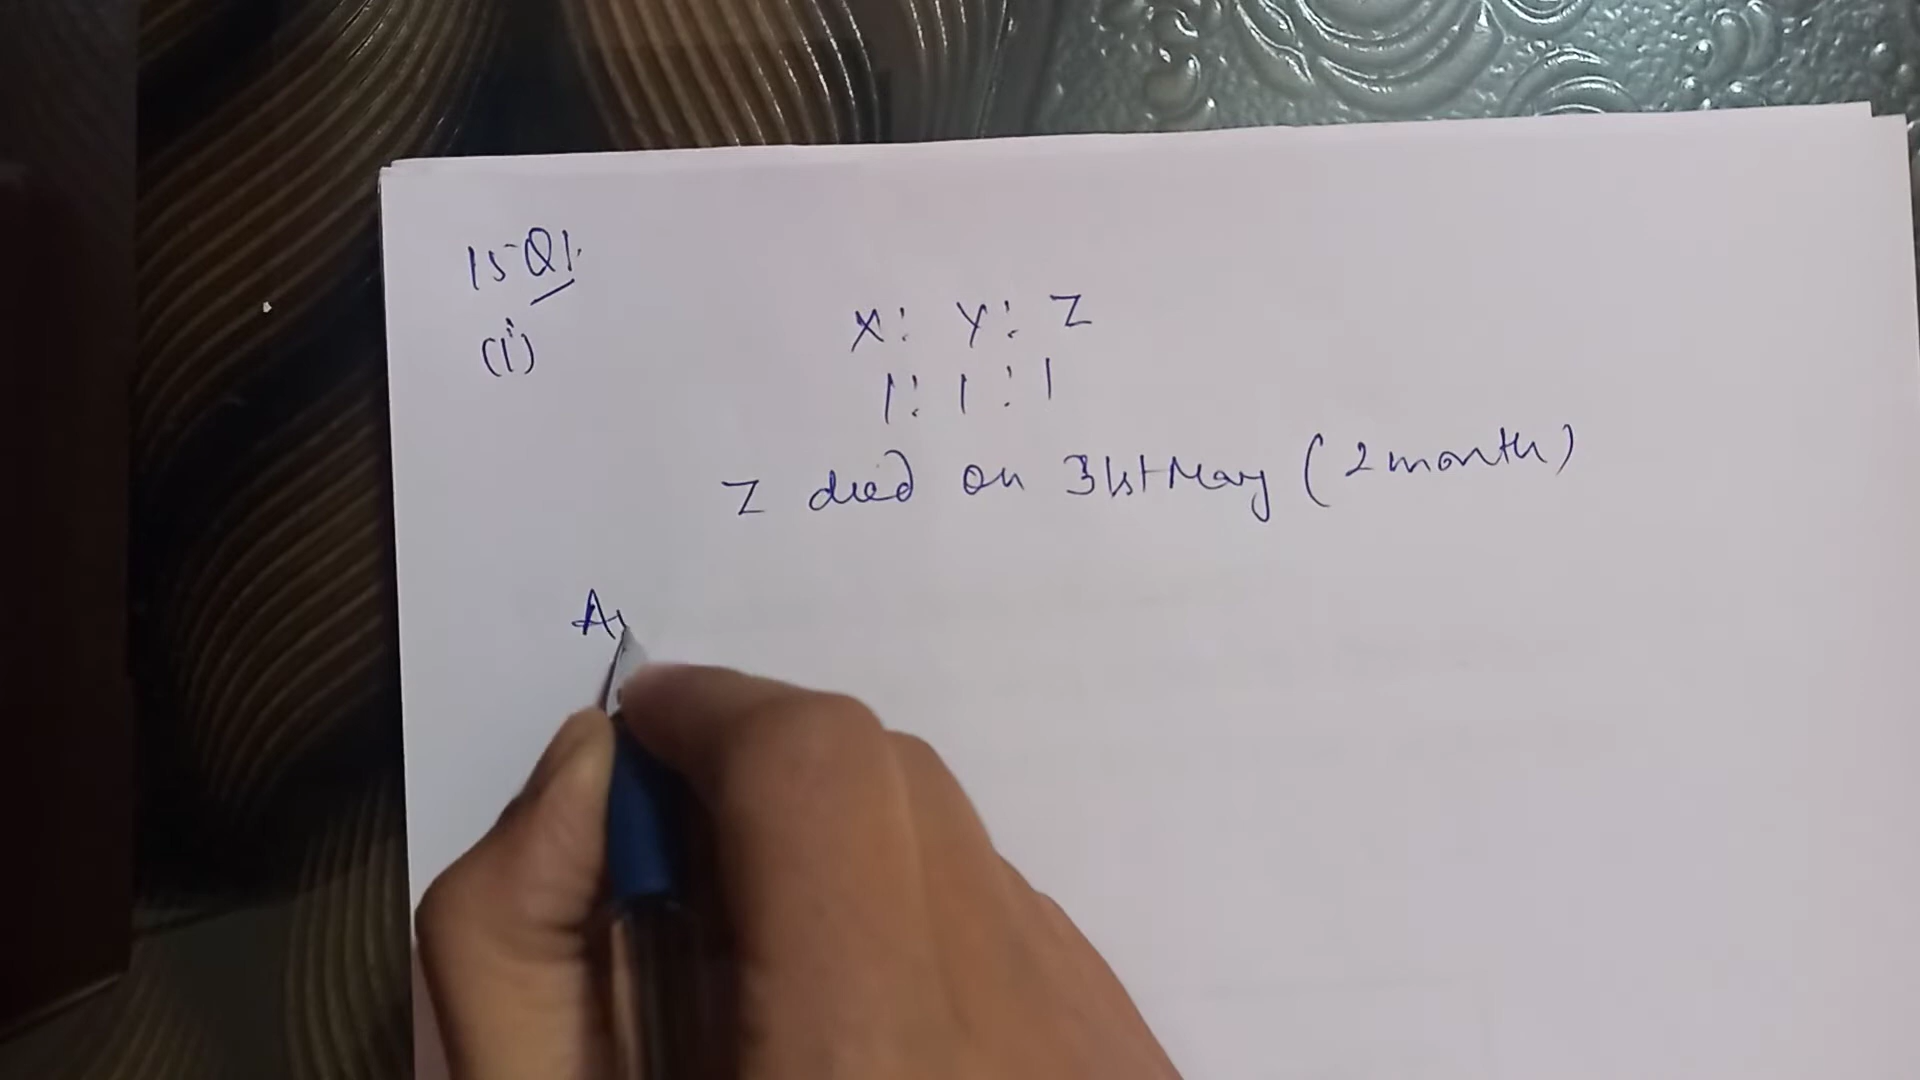 15 Q1.
(i)
X : Y : Z
1 : 1 : 1
Z died on 31st May (2 month)